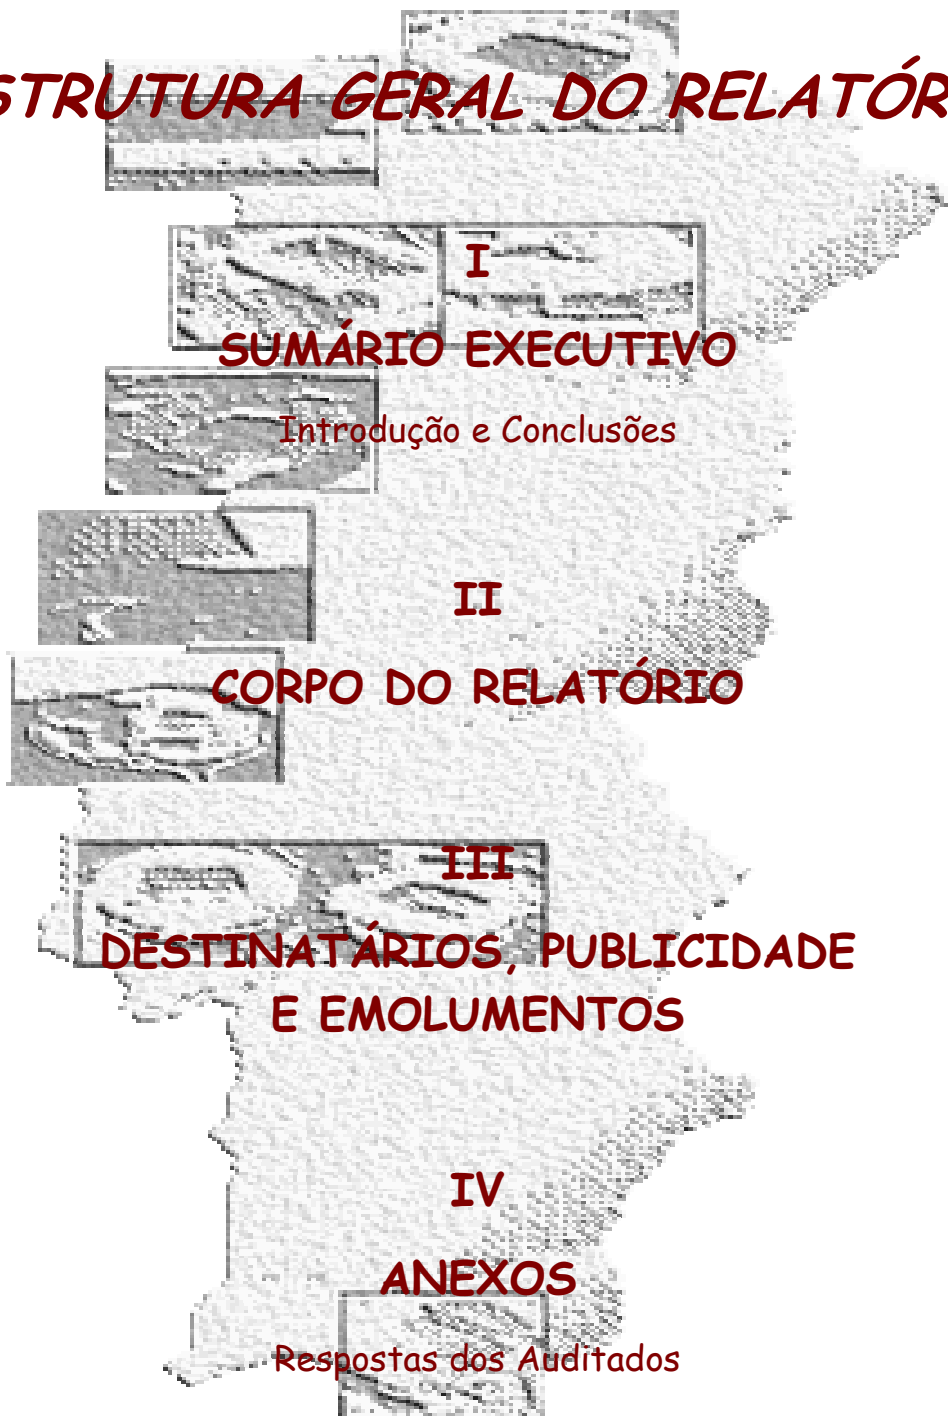 STRUTURA GERAL DO RELATÓR
I
SUMÁRIO EXECUTIVO
Introdução e Conclusões
II
CORPO DO RELATÓRIO
III
DESTINATÁRIOS, PUBLICIDADE
E EMOLUMENTOS
IV
ANEXOS
Respostas dos Auditados